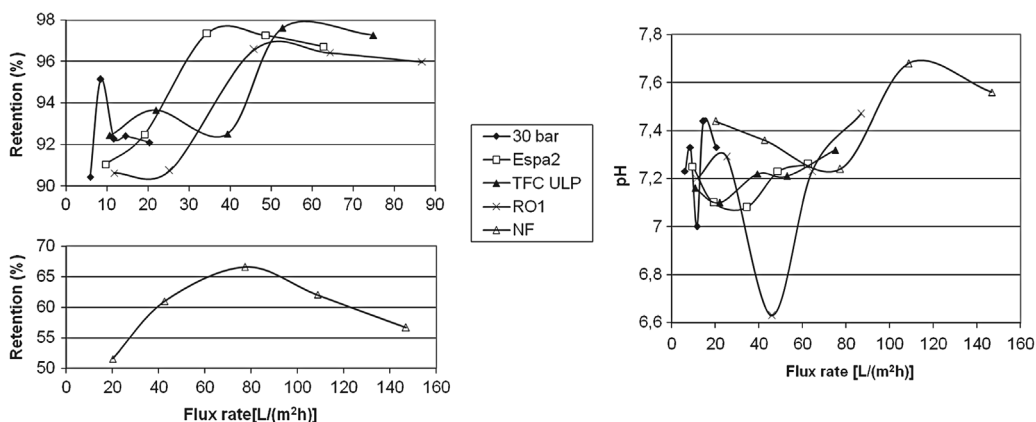 98
96
94
92
90
Retention (%)
0 10 20 30 40 50 60 70 80 90
70
65
60
55
50
Retention (%)
0 20 40 60 80 100 120 140 160
Flux rate[L/(m²h)]
30 bar
Espa2
TFC ULP
RO1
NF
7,8
7,6
7,4
7,2
7
6,8
6,6
pH
0 20 40 60 80 100 120 140 160
Flux rate [L/(m²h)]